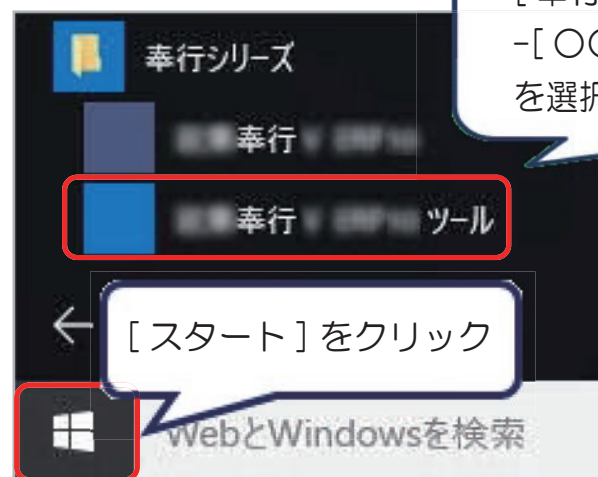 -[ 〇
を選択
奉行シリーズ
奉行
奉行 ツール
[ スタート ] をクリック
WebとWindowsを検索